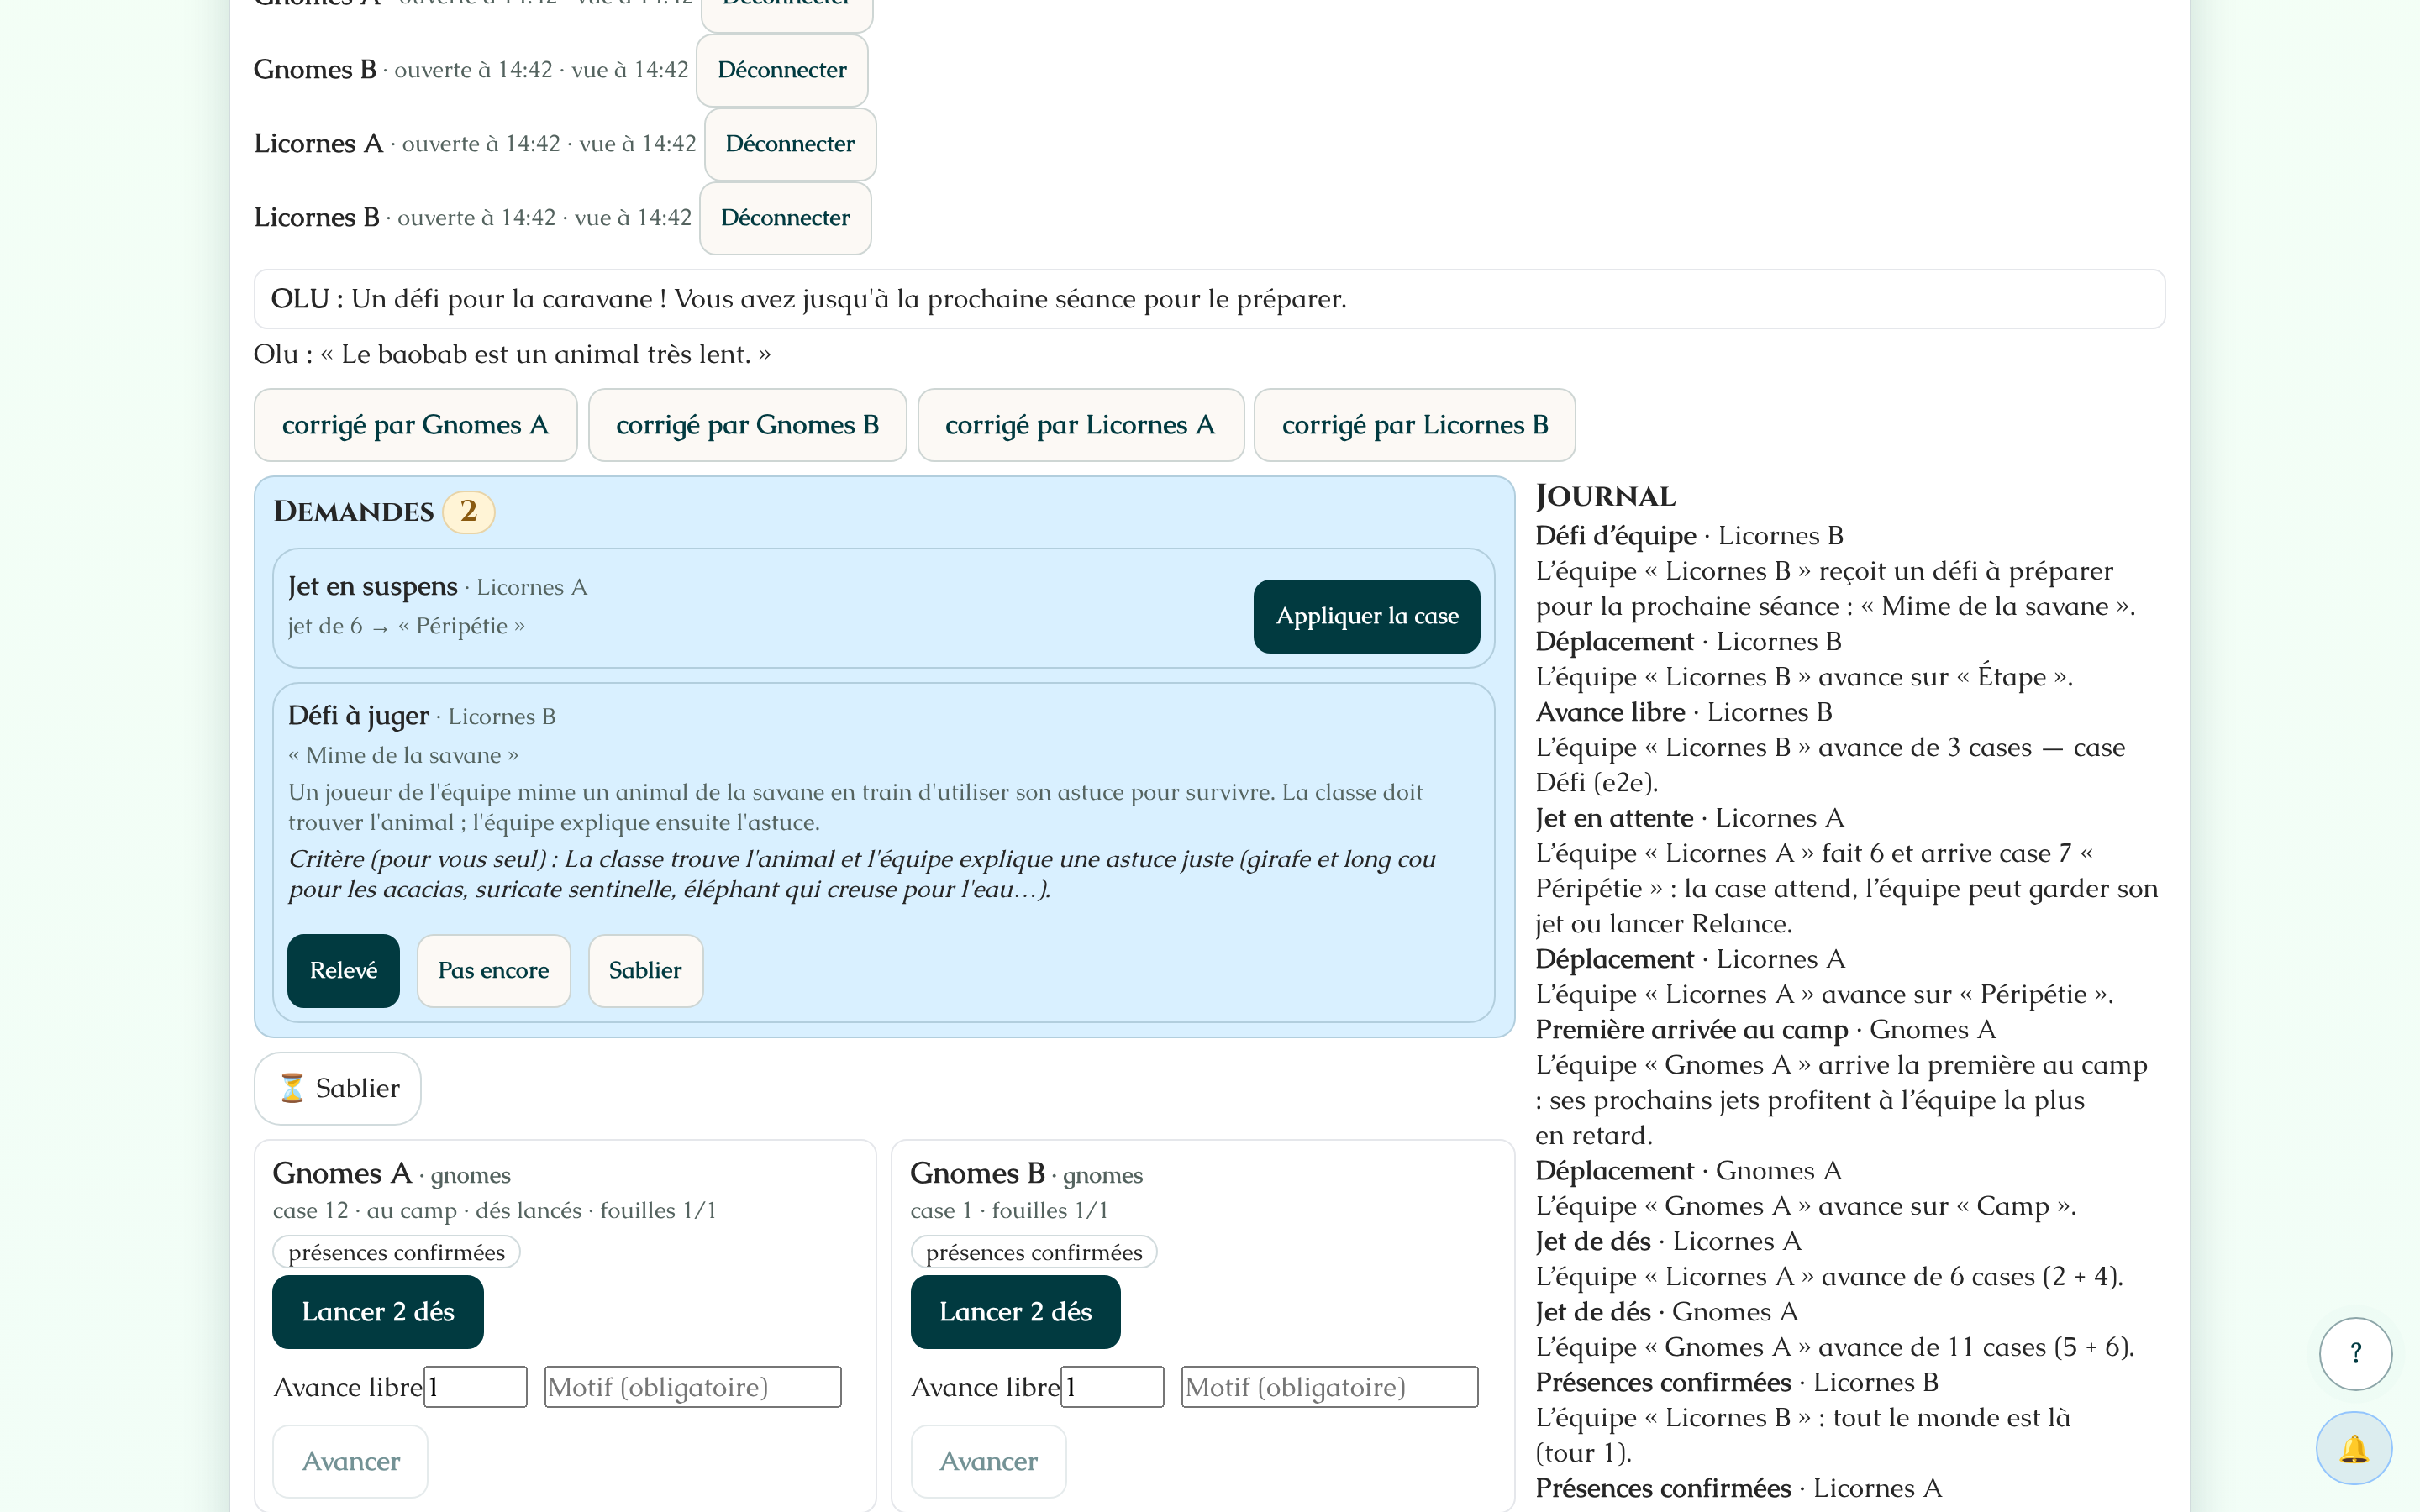 Gnomes A · ouverte à 14:42 · vue à 14:42 Déconnecter
Gnomes B · ouverte à 14:42 · vue à 14:42 Déconnecter
Licornes A · ouverte à 14:42 · vue à 14:42 Déconnecter
Licornes B · ouverte à 14:42 · vue à 14:42 Déconnecter
OLU : Un défi pour la caravane ! Vous avez jusqu'à la prochaine séance pour le préparer.
Olu : « Le baobab est un animal très lent. »
corrigé par Gnomes A corrigé par Gnomes B corrigé par Licornes A corrigé par Licornes B
Demandes 2
Jet en suspens · Licornes A
jet de 6 → « Péripétie »
Appliquer la case
Défi à juger · Licornes B
« Mime de la savane »
Un joueur de l'équipe mime un animal de la savane en train d'utiliser son astuce pour survivre. La classe doit
trouver l'animal ; l'équipe explique ensuite l'astuce.
Critère (pour vous seul) : La classe trouve l'animal et l'équipe explique une astuce juste (girafe et long cou
pour les acacias, suricate sentinelle, éléphant qui creuse pour l'eau…).
Relevé Pas encore Sablier
⏳ Sablier
Gnomes A · gnomes
case 12 · au camp · dés lancés · fouilles 1/1
présences confirmées
Lancer 2 dés
Avance libre 1 Motif (obligatoire)
Avancer
Gnomes B · gnomes
case 1 · fouilles 1/1
présences confirmées
Lancer 2 dés
Avance libre 1 Motif (obligatoire)
Avancer
Journal
Défi d’équipe · Licornes B
L’équipe « Licornes B » reçoit un défi à préparer
pour la prochaine séance : « Mime de la savane ».
Déplacement · Licornes B
L’équipe « Licornes B » avance sur « Étape ».
Avance libre · Licornes B
L’équipe « Licornes B » avance de 3 cases — case
Défi (e2e).
Jet en attente · Licornes A
L’équipe « Licornes A » fait 6 et arrive case 7 «
Péripétie » : la case attend, l’équipe peut garder son
jet ou lancer Relance.
Déplacement · Licornes A
L’équipe « Licornes A » avance sur « Péripétie ».
Première arrivée au camp · Gnomes A
L’équipe « Gnomes A » arrive la première au camp
: ses prochains jets profitent à l’équipe la plus
en retard.
Déplacement · Gnomes A
L’équipe « Gnomes A » avance sur « Camp ».
Jet de dés · Licornes A
L’équipe « Licornes A » avance de 6 cases (2 + 4).
Jet de dés · Gnomes A
L’équipe « Gnomes A » avance de 11 cases (5 + 6).
Présences confirmées · Licornes B
L’équipe « Licornes B » : tout le monde est là
(tour 1).
Présences confirmées · Licornes A
?